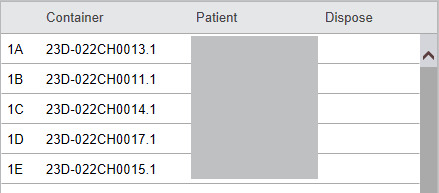 Container Patient Dispose
1A 23D-022CH0013.1
1B 23D-022CH0011.1
1C 23D-022CH0014.1
1D 23D-022CH0017.1
1E 23D-022CH0015.1